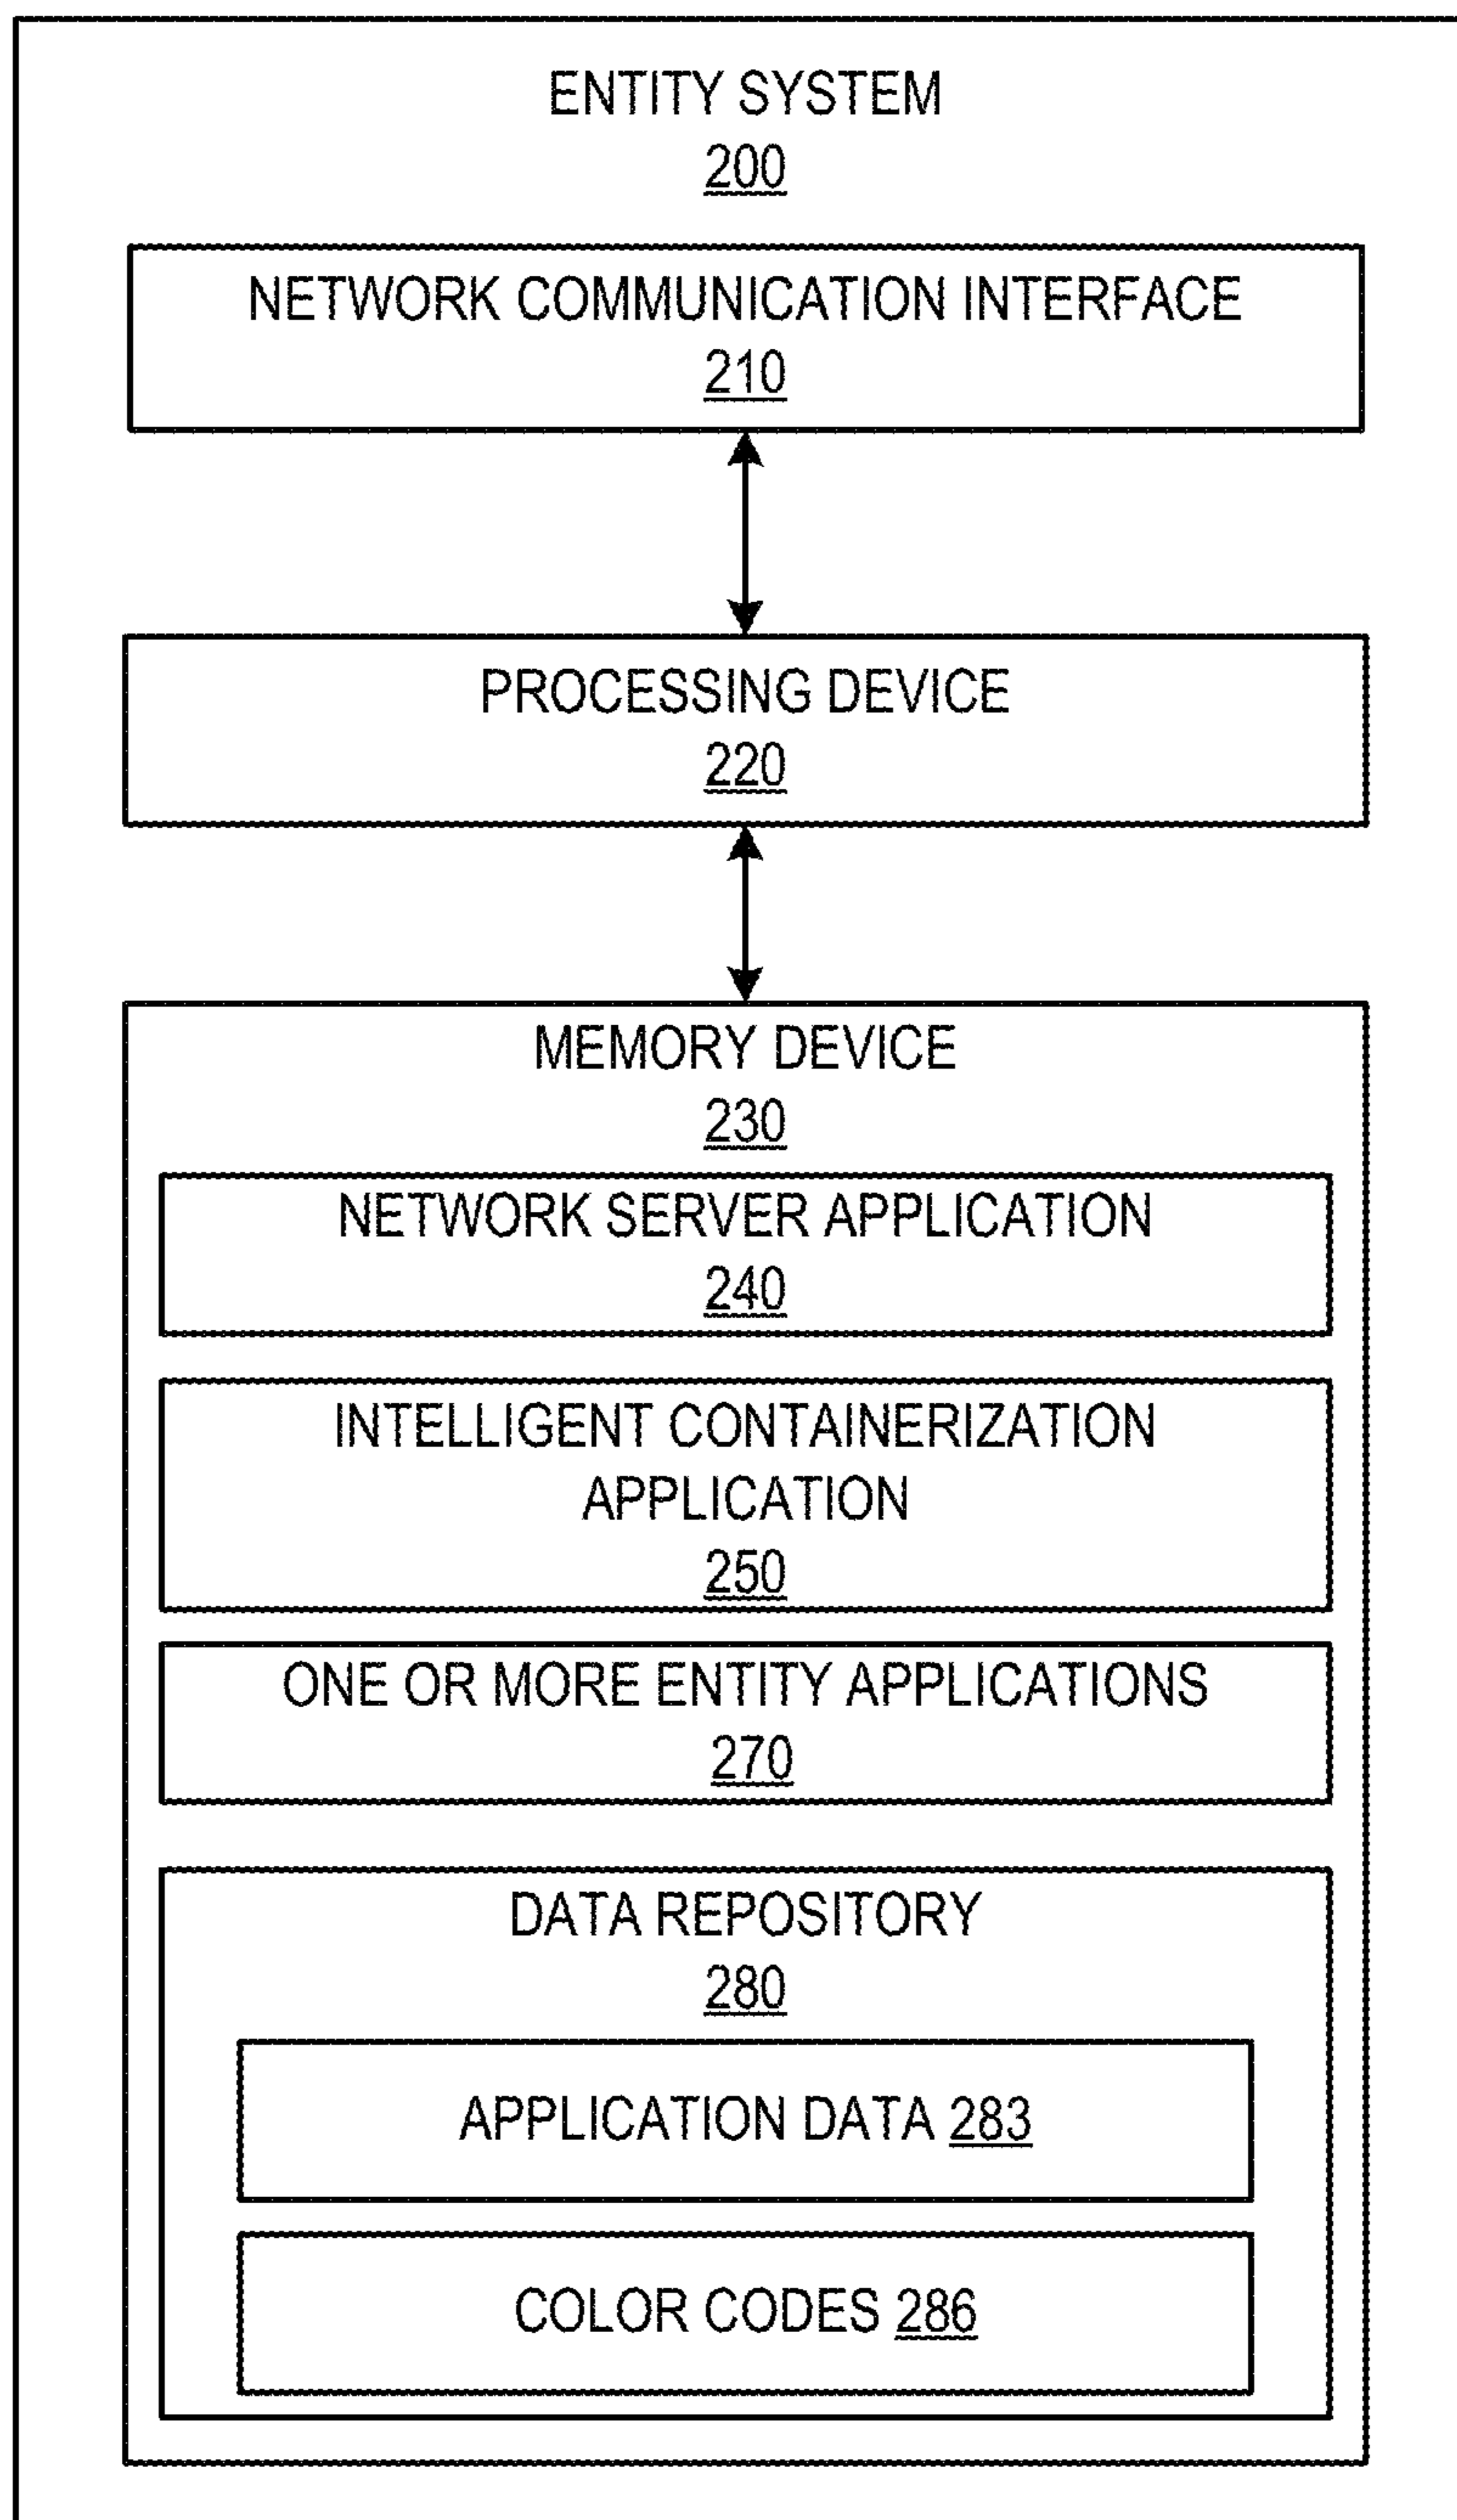 ENTITY SYSTEM
200
NETWORK COMMUNICATION INTERFACE
210
PROCESSING DEVICE
220
MEMORY DEVICE
230
NETWORK SERVER APPLICATION
240
INTELLIGENT CONTAINERIZATION
APPLICATION
250
ONE OR MORE ENTITY APPLICATIONS
270
DATA REPOSITORY
280
APPLICATION DATA 283
COLOR CODES 286